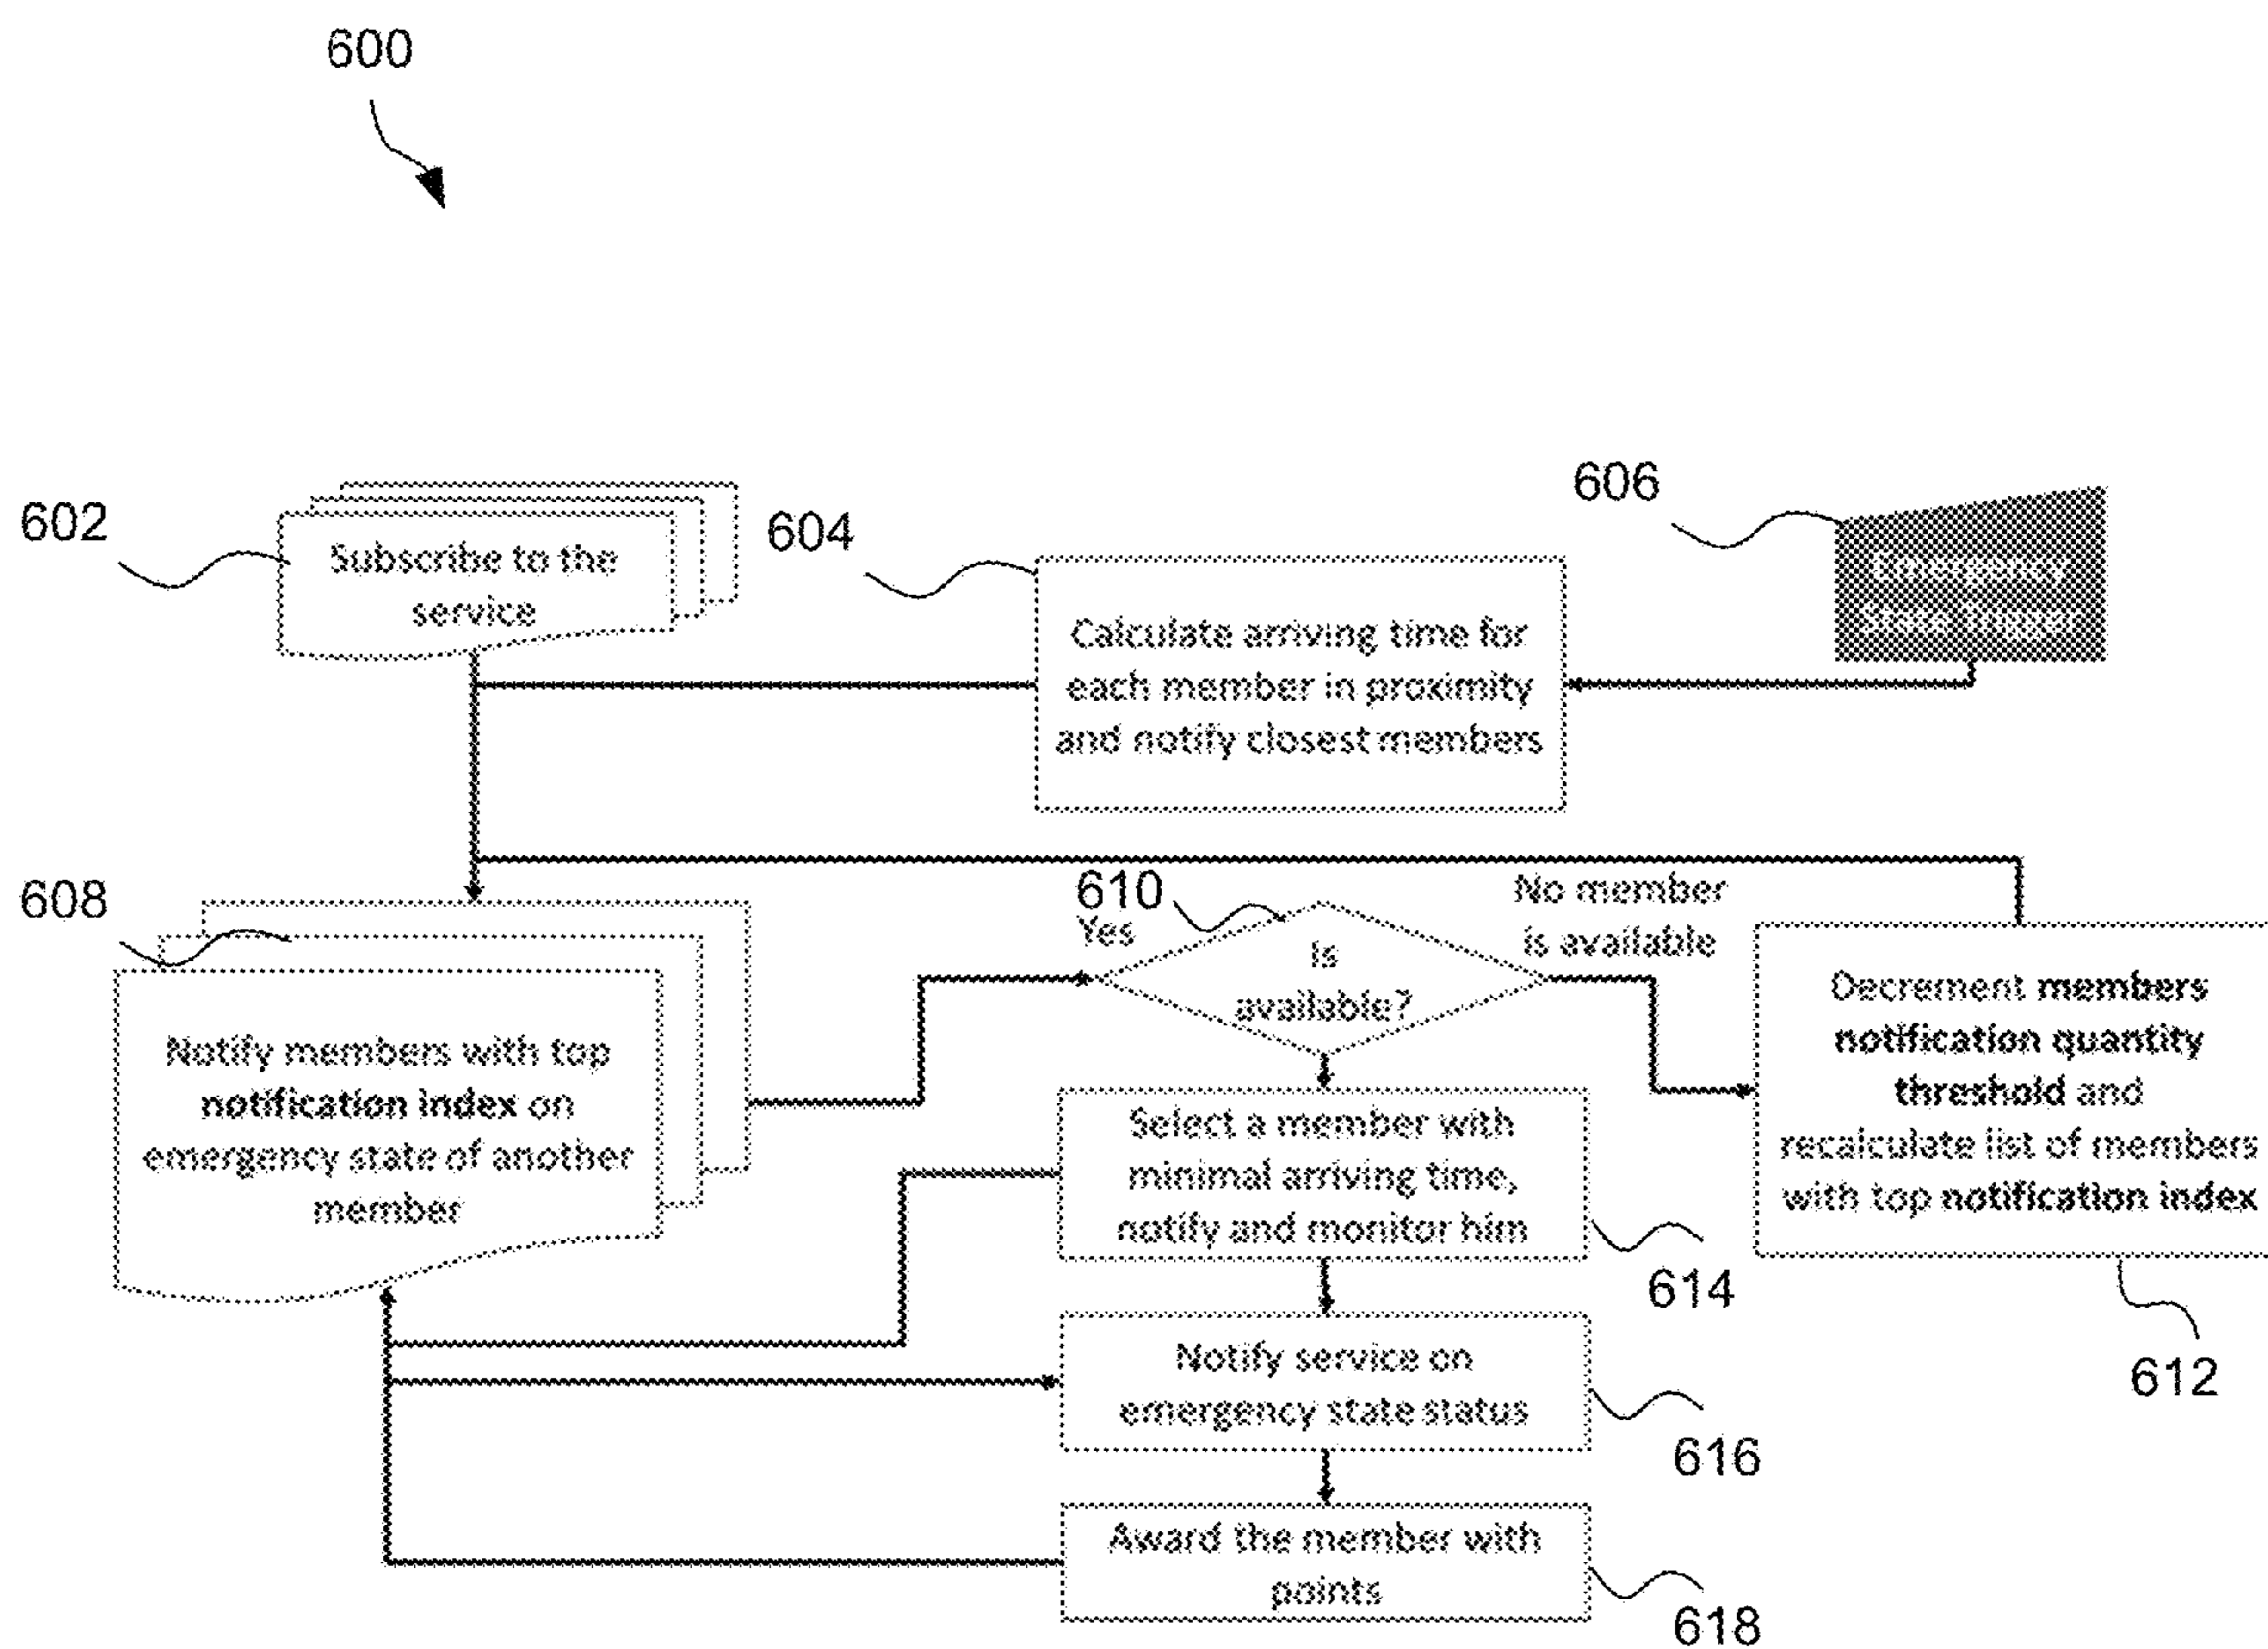 600
602
Subscribe to the
service
604
Calculate arriving time for
each member in proximity
and notify closest members
606
Emergency
State Trigger
608
Notify members with top
notification index on
emergency state of another
member
610
Yes
Is
available?
No member
is available
Decrement members
notification quantity
threshold and
recalculate list of members
with top notification index
612
Select a member with
minimal arriving time,
notify and monitor him
614
Notify service on
emergency state status
616
Award the member with
points
618